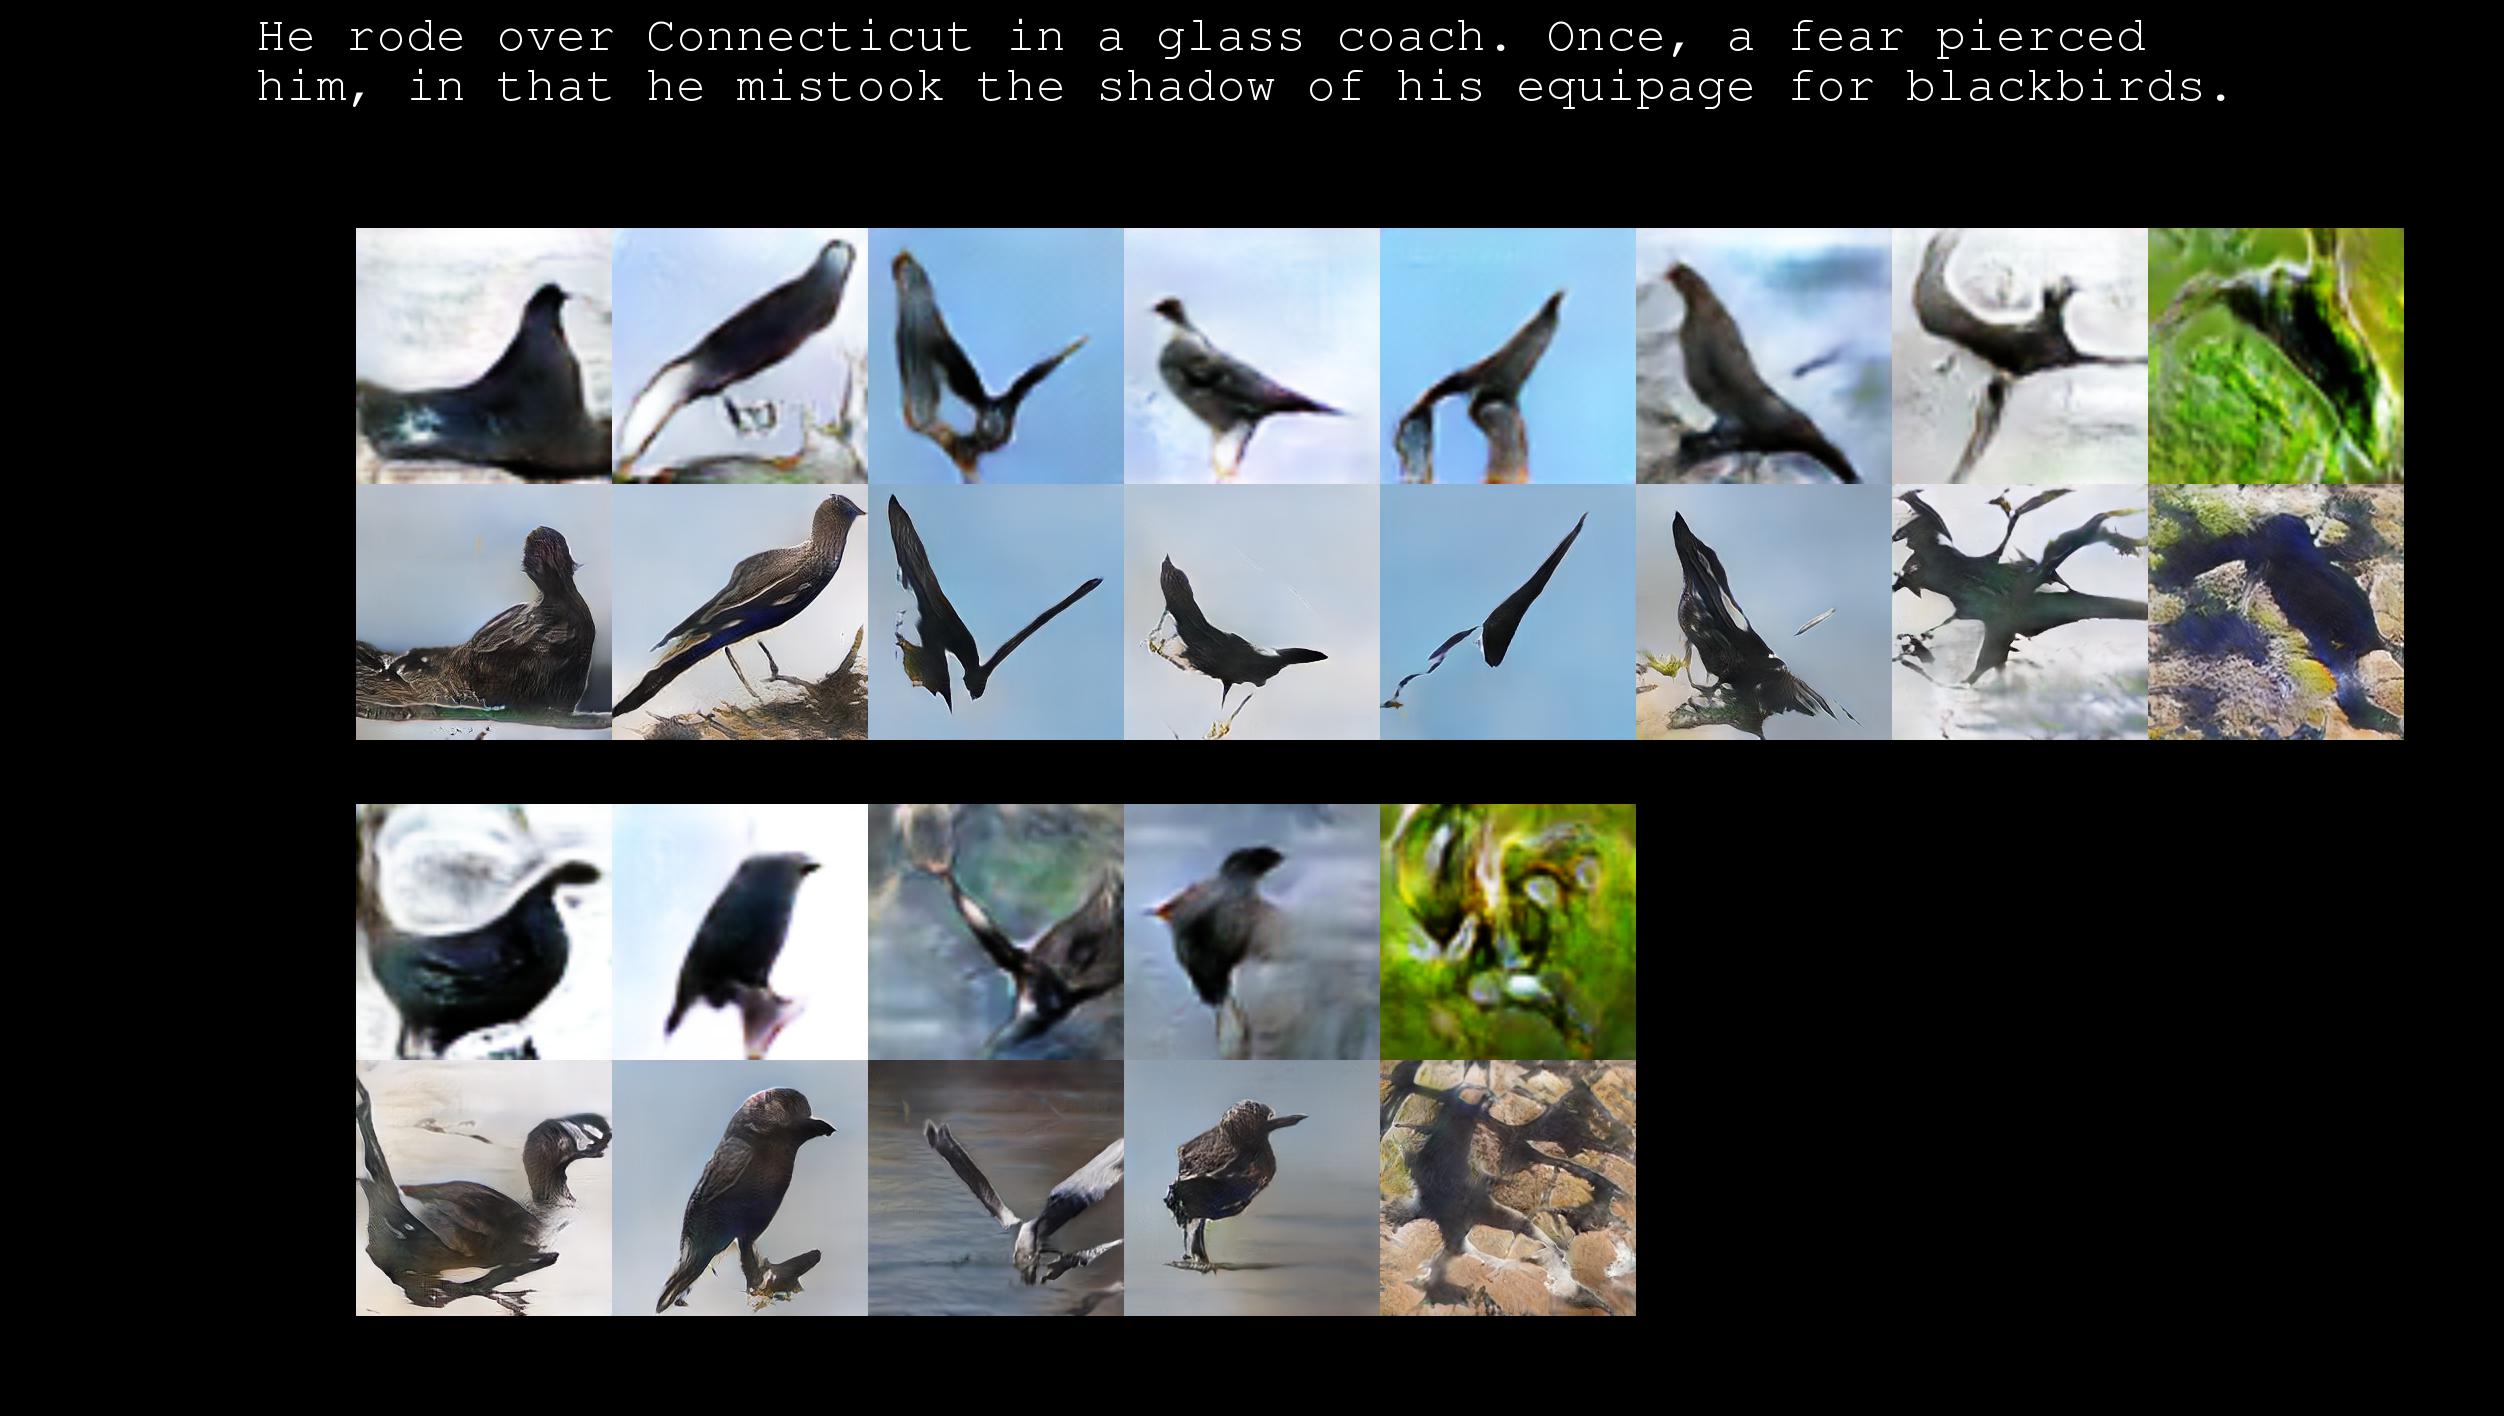 He rode over Connecticut in a glass coach. Once, a fear pierced
him, in that he mistook the shadow of his equipage for blackbirds.